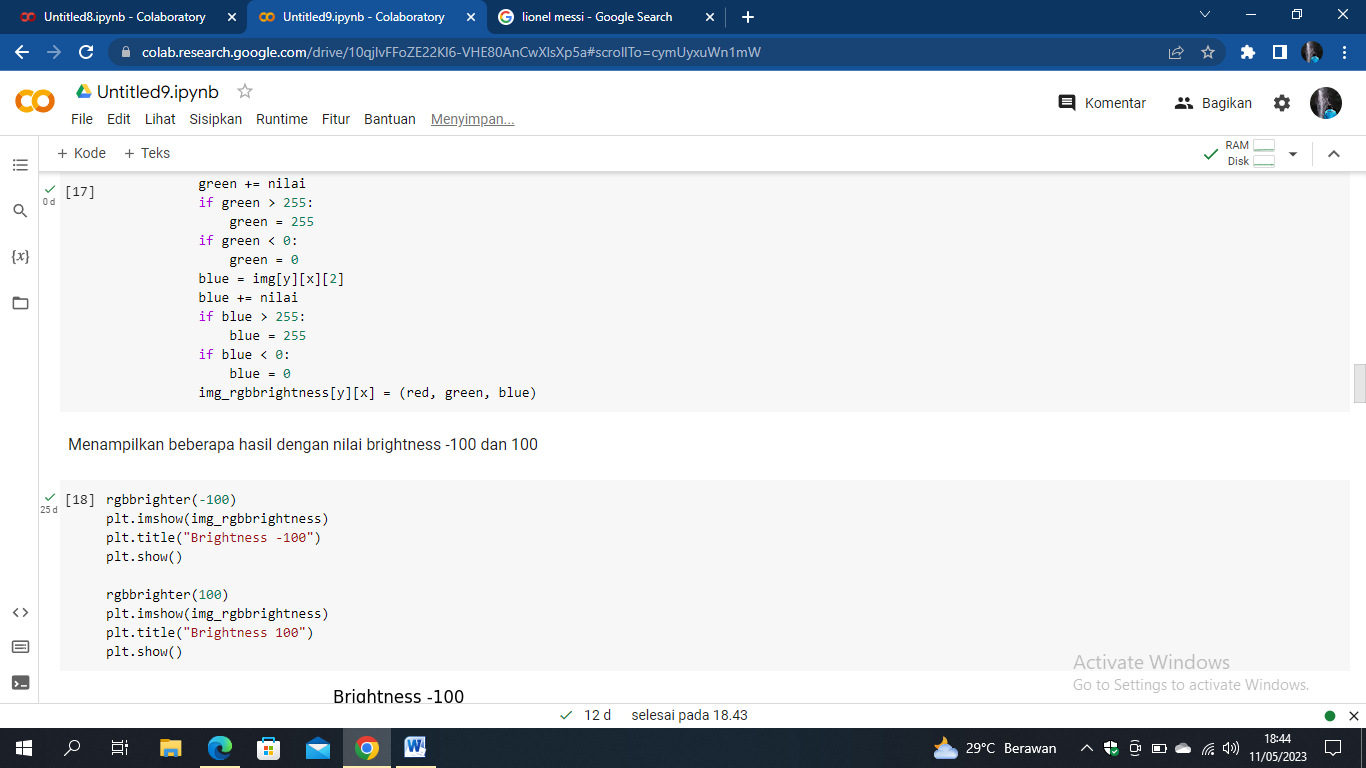 Untitled8.ipynb - Colaboratory
Untitled9.ipynb - Colaboratory
lionel messi - Google Search
colab.research.google.com/drive/10qjlvFFoZE22Kl6-VHE80AnCwXlsXp5a#scrollTo=cymUyxuWn1mW
Untitled9.ipynb
Komentar
Bagikan
File Edit Lihat Sisipkan Runtime Fitur Bantuan Menyimpan...
+ Kode + Teks
RAM
Disk
[17]
0 d
green += nilai
if green > 255:
green = 255
if green < 0:
green = 0
blue = img[y][x][2]
blue += nilai
if blue > 255:
blue = 255
if blue < 0:
blue = 0
img_rgbbrightness[y][x] = (red, green, blue)
Menampilkan beberapa hasil dengan nilai brightness -100 dan 100
[18]
25 d
rgbbrighter(-100)
plt.imshow(img_rgbbrightness)
plt.title("Brightness -100")
plt.show()
rgbbrighter(100)
plt.imshow(img_rgbbrightness)
plt.title("Brightness 100")
plt.show()
Brightness -100
Activate Windows
Go to Settings to activate Windows.
12 d selesai pada 18.43
29°C Berawan
18:44
11/05/2023